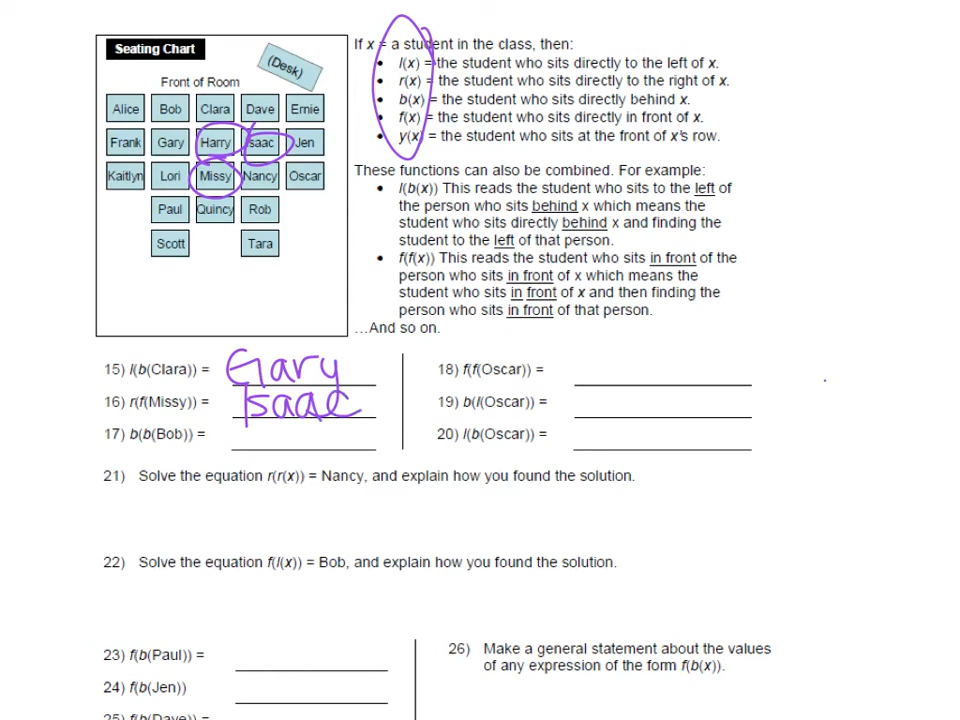 Seating Chart
(Desk)
Front of Room
Alice Bob Clara Dave Ernie
Frank Gary Harry Isaac Jen
Kaitlyn Lori Missy Nancy Oscar
Paul Quincy Rob
Scott Tara
If x = a student in the class, then:
• l(x) = the student who sits directly to the left of x.
• r(x) = the student who sits directly to the right of x.
• b(x) = the student who sits directly behind x.
• f(x) = the student who sits directly in front of x.
• y(x) = the student who sits at the front of x's row.
These functions can also be combined. For example:
• l(b(x)) This reads the student who sits to the left of
the person who sits behind x which means the
student who sits directly behind x and finding the
student to the left of that person.
• f(f(x)) This reads the student who sits in front of the
person who sits in front of x which means the
student who sits in front of x and then finding the
person who sits in front of that person.
…And so on.
15) l(b(Clara)) = Gary
16) r(f(Missy)) = Isaac
17) b(b(Bob)) =
18) f(f(Oscar)) =
19) b(l(Oscar)) =
20) l(b(Oscar)) =
21) Solve the equation r(r(x)) = Nancy, and explain how you found the solution.
22) Solve the equation f(l(x)) = Bob, and explain how you found the solution.
23) f(b(Paul)) =
24) f(b(Jen))
25) f(b(Dave)) =
26) Make a general statement about the values
of any expression of the form f(b(x)).